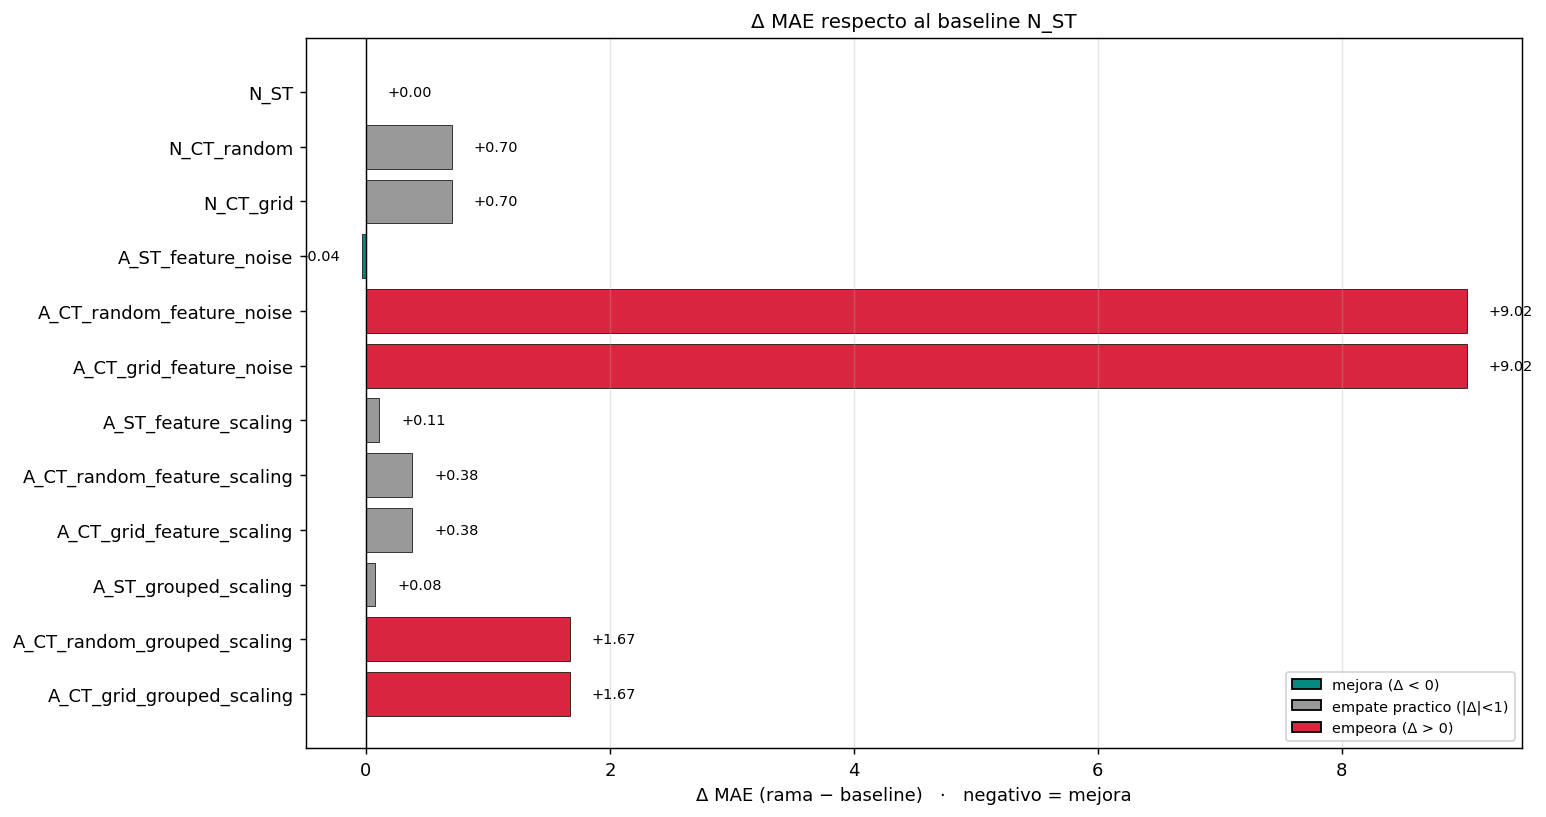 Δ MAE respecto al baseline N_ST
N_ST
+0.00
N_CT_random
+0.70
N_CT_grid
+0.70
A_ST_feature_noise
0.04
A_CT_random_feature_noise
+9.02
A_CT_grid_feature_noise
+9.02
A_ST_feature_scaling
+0.11
A_CT_random_feature_scaling
+0.38
A_CT_grid_feature_scaling
+0.38
A_ST_grouped_scaling
+0.08
A_CT_random_grouped_scaling
+1.67
A_CT_grid_grouped_scaling
+1.67
mejora (Δ < 0)
empate practico (|Δ|<1)
empeora (Δ > 0)
0 2 4 6 8
Δ MAE (rama − baseline) · negativo = mejora